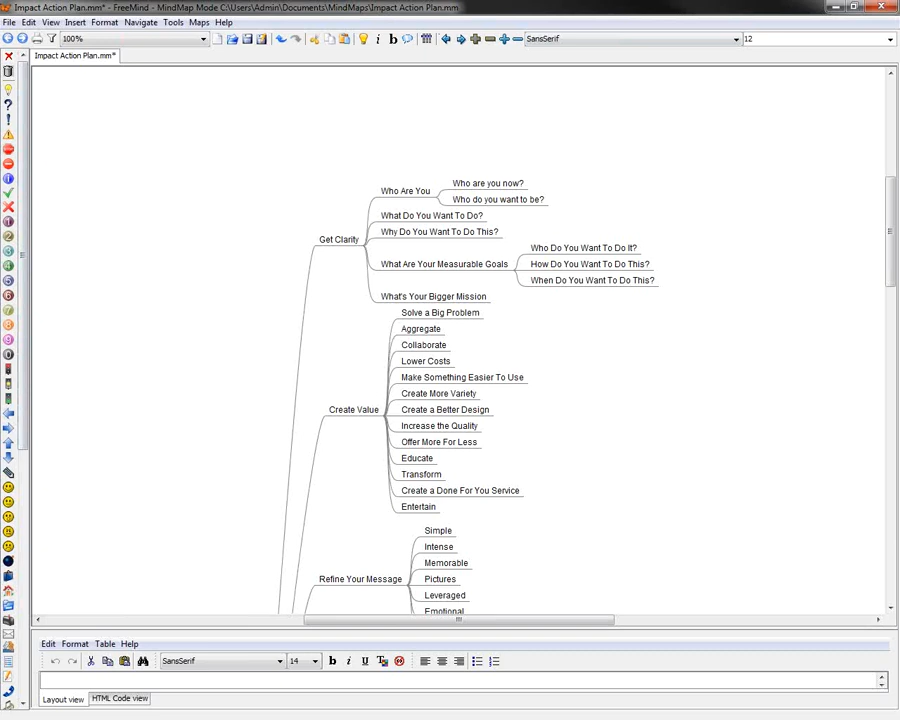 Impact Action Plan.mm* - FreeMind - MindMap Mode C:\Users\Admin\Documents\MindMaps\Impact Action Plan.mm
File Edit View Insert Format Navigate Tools Maps Help
100% SansSerif 12
Impact Action Plan.mm*
Who are you now?
Who Are You
Who do you want to be?
What Do You Want To Do?
Why Do You Want To Do This?
Get Clarity
Who Do You Want To Do It?
What Are Your Measurable Goals
How Do You Want To Do This?
When Do You Want To Do This?
What's Your Bigger Mission
Solve a Big Problem
Aggregate
Collaborate
Lower Costs
Make Something Easier To Use
Create More Variety
Create Value
Create a Better Design
Increase the Quality
Offer More For Less
Educate
Transform
Create a Done For You Service
Entertain
Simple
Intense
Memorable
Refine Your Message
Pictures
Leveraged
Emotional
Edit Format Table Help
SansSerif 14
Layout view HTML Code view